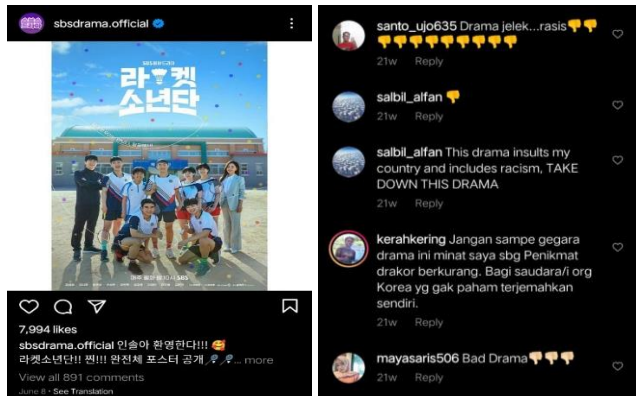 sbsdrama.official
라켓
소년단
7,994 likes
sbsdrama.official 인솔아 환영한다!!! 🥰
라켓소년단!! 찐!!! 완전체 포스터 공개🏸🏸... more
View all 891 comments
June 8 • See Translation
santo_ujo635 Drama jelek...rasis👎👎
👎👎👎👎👎👎👎👎👎
21w Reply
salbil_alfan 👎
21w Reply
salbil_alfan This drama insults my
country and includes racism, TAKE
DOWN THIS DRAMA
21w Reply
kerahkering Jangan sampe gegara
drama ini minat saya sbg Penikmat
drakor berkurang. Bagi saudara/i org
Korea yg gak paham terjemahkan
sendiri.
21w Reply
mayasaris506 Bad Drama👎🏻👎🏻👎🏻
21w Reply